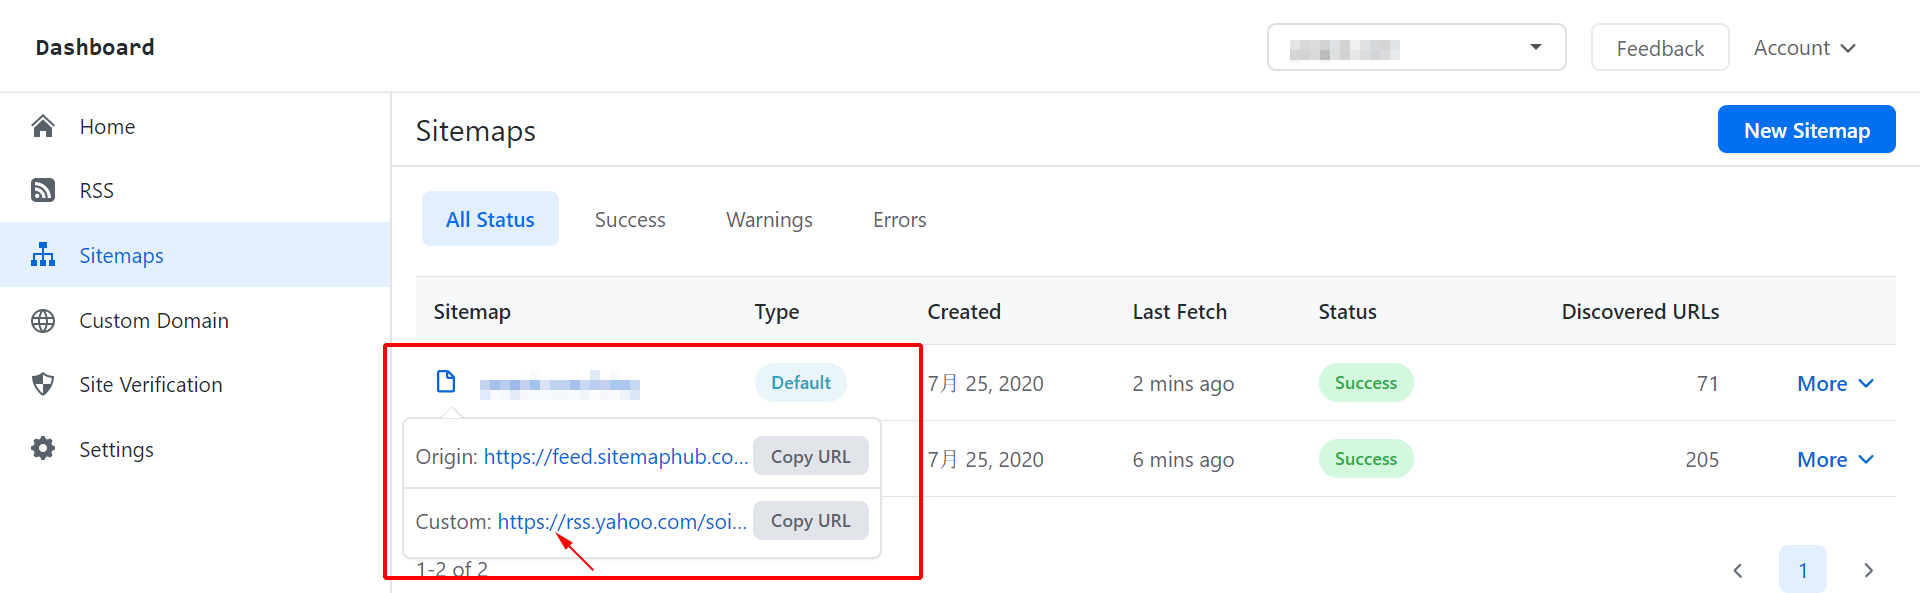 Dashboard
Feedback
Account
Home
RSS
Sitemaps
Custom Domain
Site Verification
Settings
Sitemaps
New Sitemap
All Status Success Warnings Errors
Sitemap Type Created Last Fetch Status Discovered URLs
Default 7月 25, 2020 2 mins ago Success 71 More
Origin: https://feed.sitemaphub.co... Copy URL
7月 25, 2020 6 mins ago Success 205 More
Custom: https://rss.yahoo.com/soi... Copy URL
1-2 of 2
1